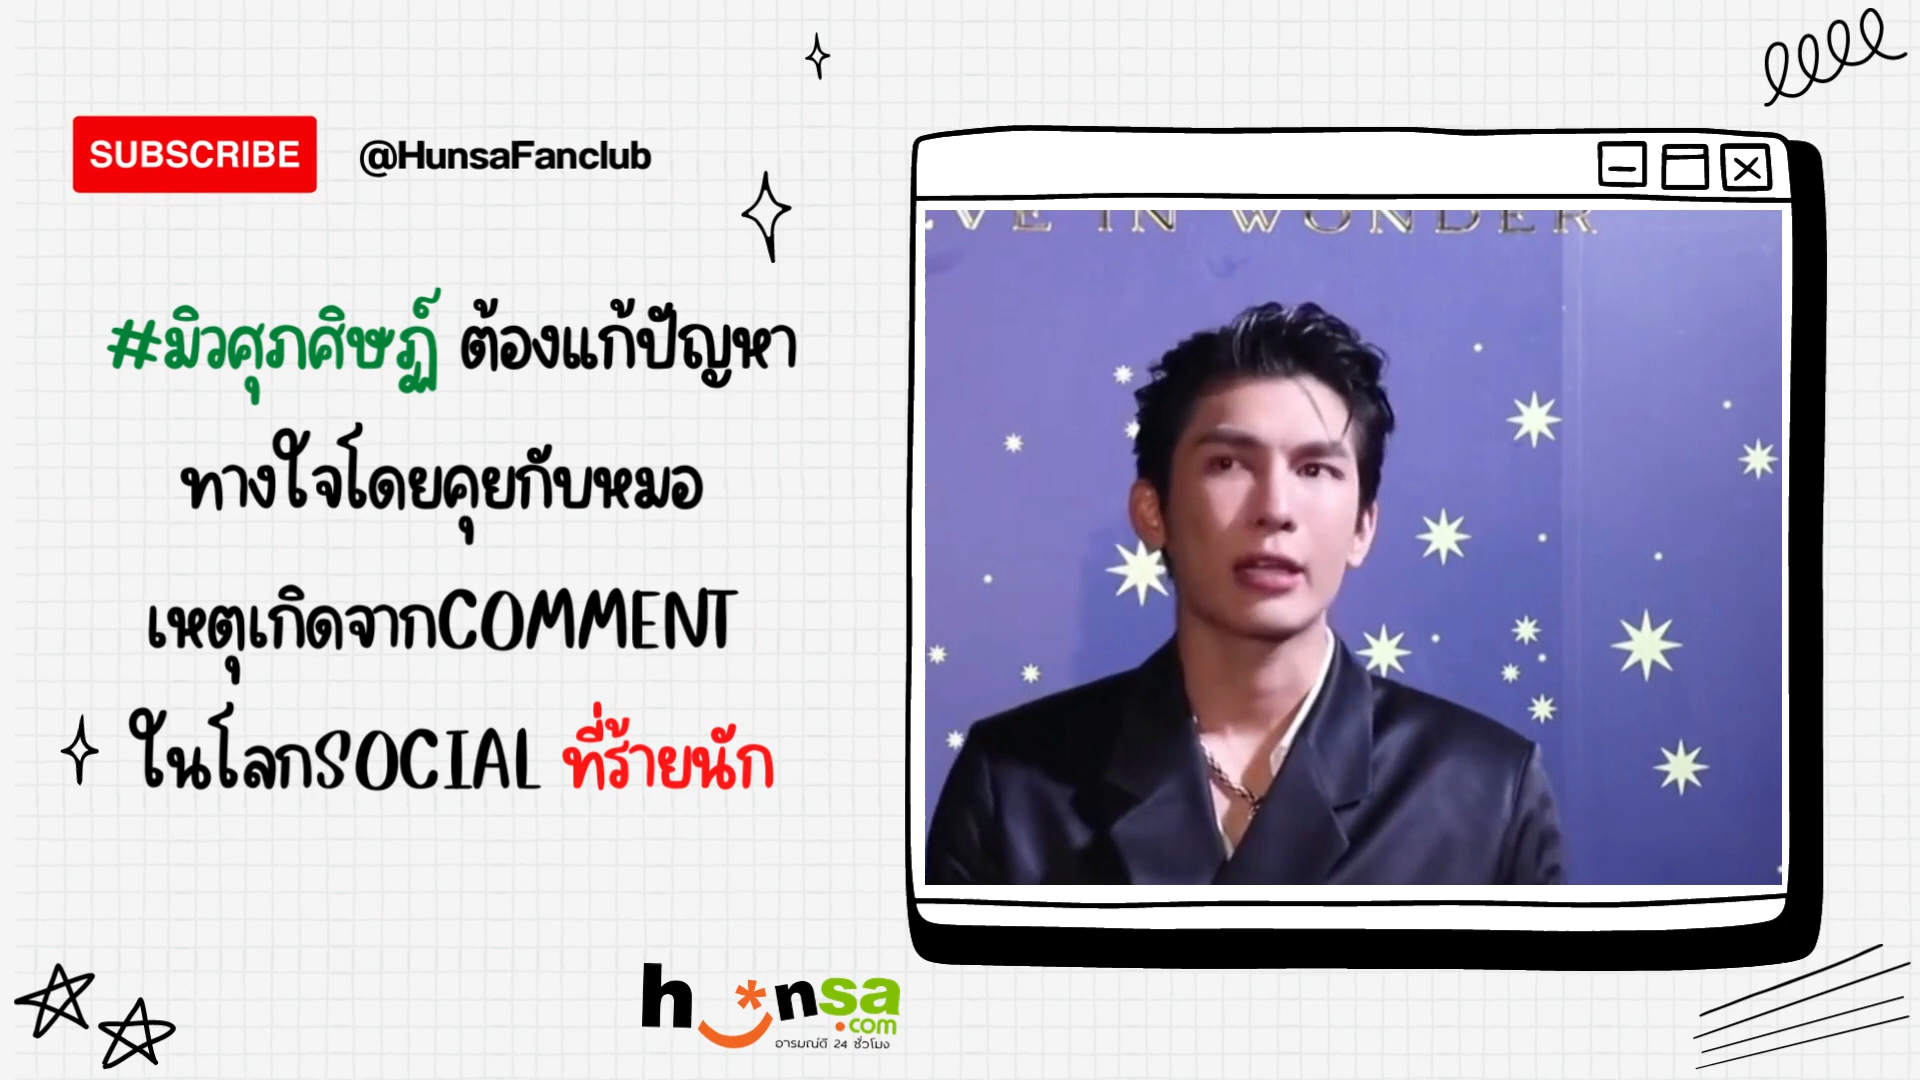 SUBSCRIBE @HunsaFanclub
#มิวศุภศิษฏ์ ต้องแก้ปัญหา
ทางใจโดยคุยกับหมอ
เหตุเกิดจากCOMMENT
ในโลกSOCIAL ที่ร้ายนัก
VE IN WONDER
hunsa
.com
อารมณ์ดี 24 ชั่วโมง